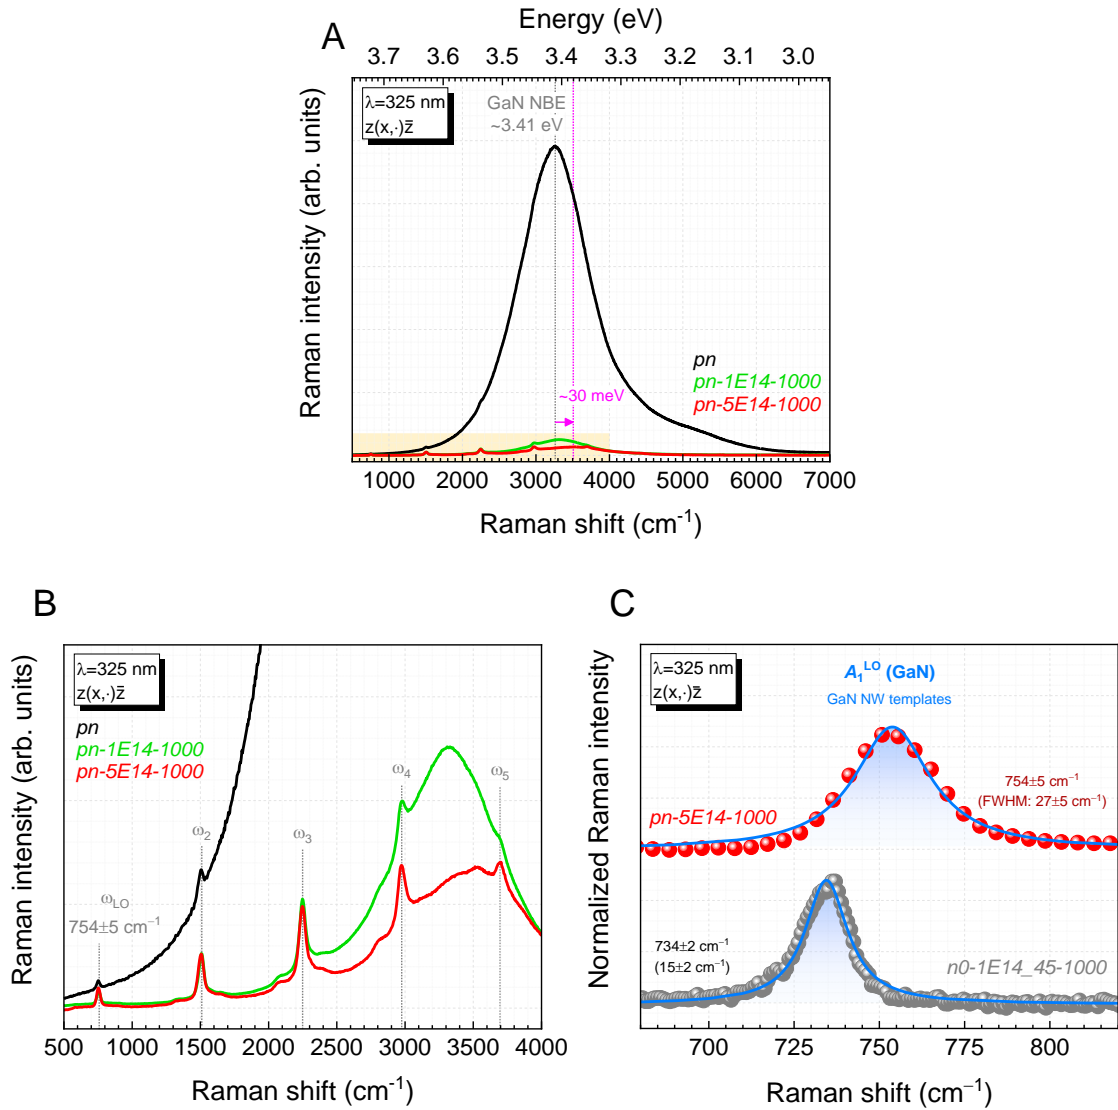 A
Energy (eV)
3.7 3.6 3.5 3.4 3.3 3.2 3.1 3.0
λ=325 nm
z(x,·)z̄
GaN NBE
~3.41 eV
pn
pn-1E14-1000
pn-5E14-1000
~30 meV
Raman intensity (arb. units)
1000 2000 3000 4000 5000 6000 7000
Raman shift (cm⁻¹)
B
λ=325 nm
z(x,·)z̄
pn
pn-1E14-1000
pn-5E14-1000
ω₂
ω₃
ω₄
ω₅
ω_LO
754±5 cm⁻¹
Raman intensity (arb. units)
500 1000 1500 2000 2500 3000 3500 4000
Raman shift (cm⁻¹)
C
λ=325 nm
z(x,·)z̄
A₁ᴸᴼ (GaN)
GaN NW templates
pn-5E14-1000
754±5 cm⁻¹
(FWHM: 27±5 cm⁻¹)
734±2 cm⁻¹
(15±2 cm⁻¹)
n0-1E14_45-1000
Normalized Raman intensity
700 725 750 775 800
Raman shift (cm⁻¹)